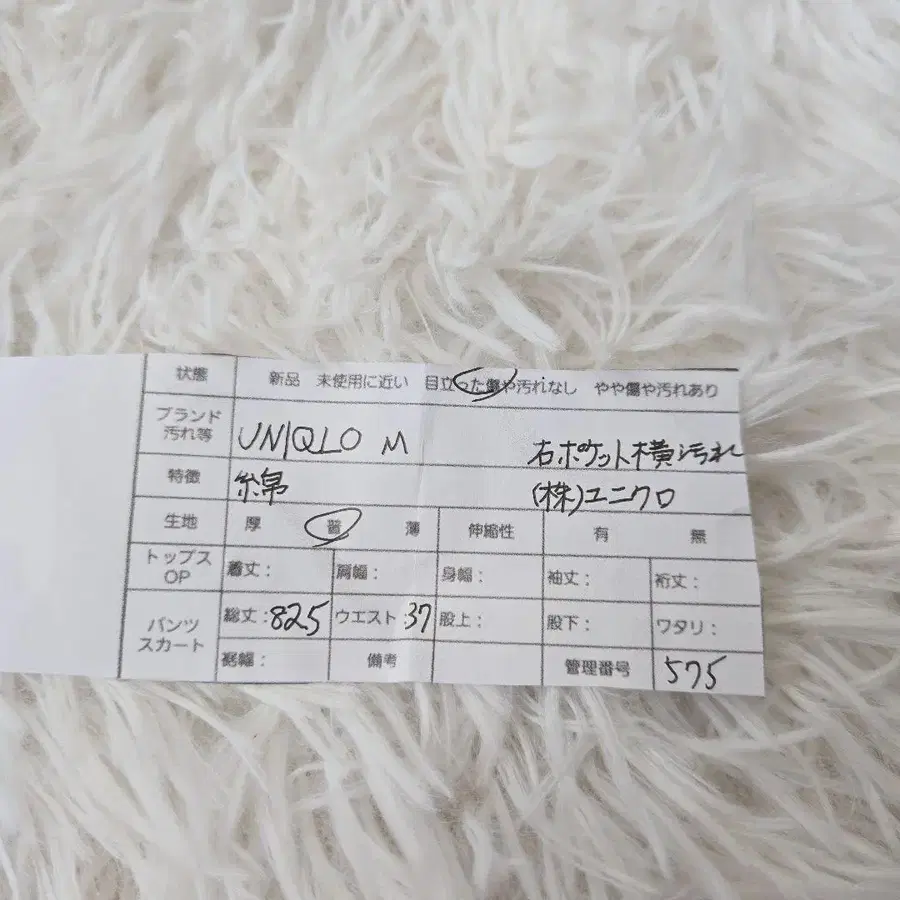 状態 新品 未使用に近い 目立った傷や汚れなし やや傷や汚れあり
ブランド 汚れ等 UNIQLO M 右ポケット横汚れ
特徴 綿 (株)ユニクロ
生地 厚 普 薄 伸縮性 有 無
トップス OP 着丈: 肩幅: 身幅: 袖丈: 裄丈:
パンツ スカート 総丈:82.5 ウエスト:37 股上: 股下: ワタリ:
裾幅: 備考 管理番号 575